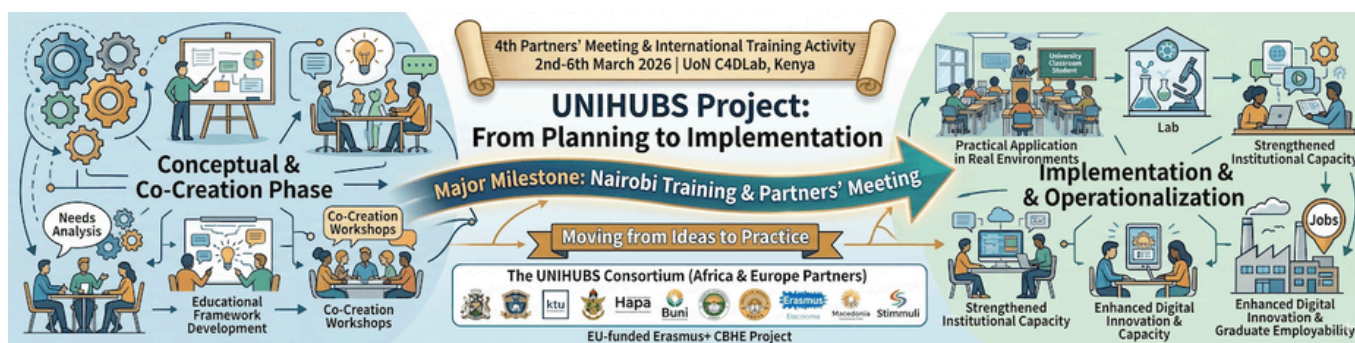 4th Partners' Meeting & International Training Activity
2nd-6th March 2026 | UoN C4DLab, Kenya
UNIHUBS Project:
From Planning to Implementation
Major Milestone: Nairobi Training & Partners' Meeting
Moving from Ideas to Practice
Conceptual &
Co-Creation Phase
Needs
Analysis
Educational
Framework
Development
Co-Creation
Workshops
Co-Creation
Workshops
The UNIHUBS Consortium (Africa & Europe Partners)
ktu
Hapa
Buni
Erasmus
Macedonia
Stimmuli
EU-funded Erasmus+ CBHE Project
University
Classroom
Student
Practical Application
in Real Environments
Lab
Strengthened
Institutional Capacity
Implementation &
& Operationalization
Jobs
Strengthened
Institutional Capacity
Enhanced Digital
Innovation &
Capacity
Enhanced Digital
Innovation &
Graduate Employability